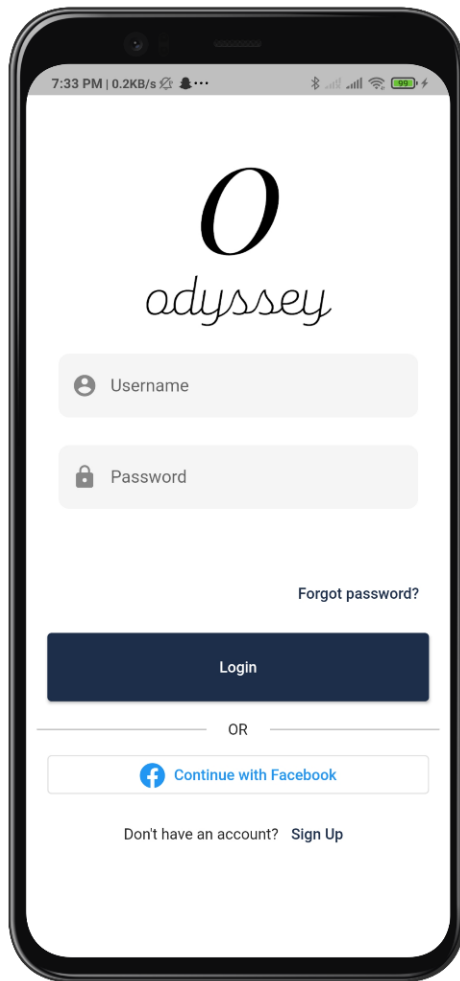 7:33 PM | 0.2KB/s ... 99
O
odyssey
Username
Password
Forgot password?
Login
OR
Continue with Facebook
Don't have an account? Sign Up